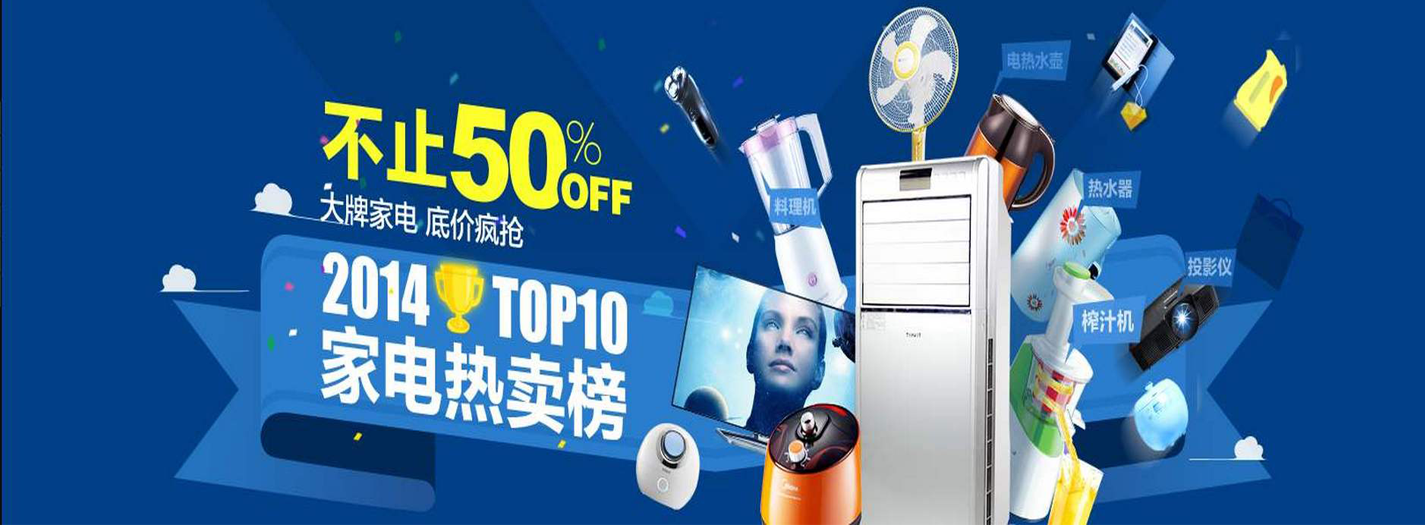 不止50%OFF
大牌家电 底价疯抢
2014 TOP10
家电热卖榜
电热水壶
料理机
热水器
投影仪
榨汁机
Midea